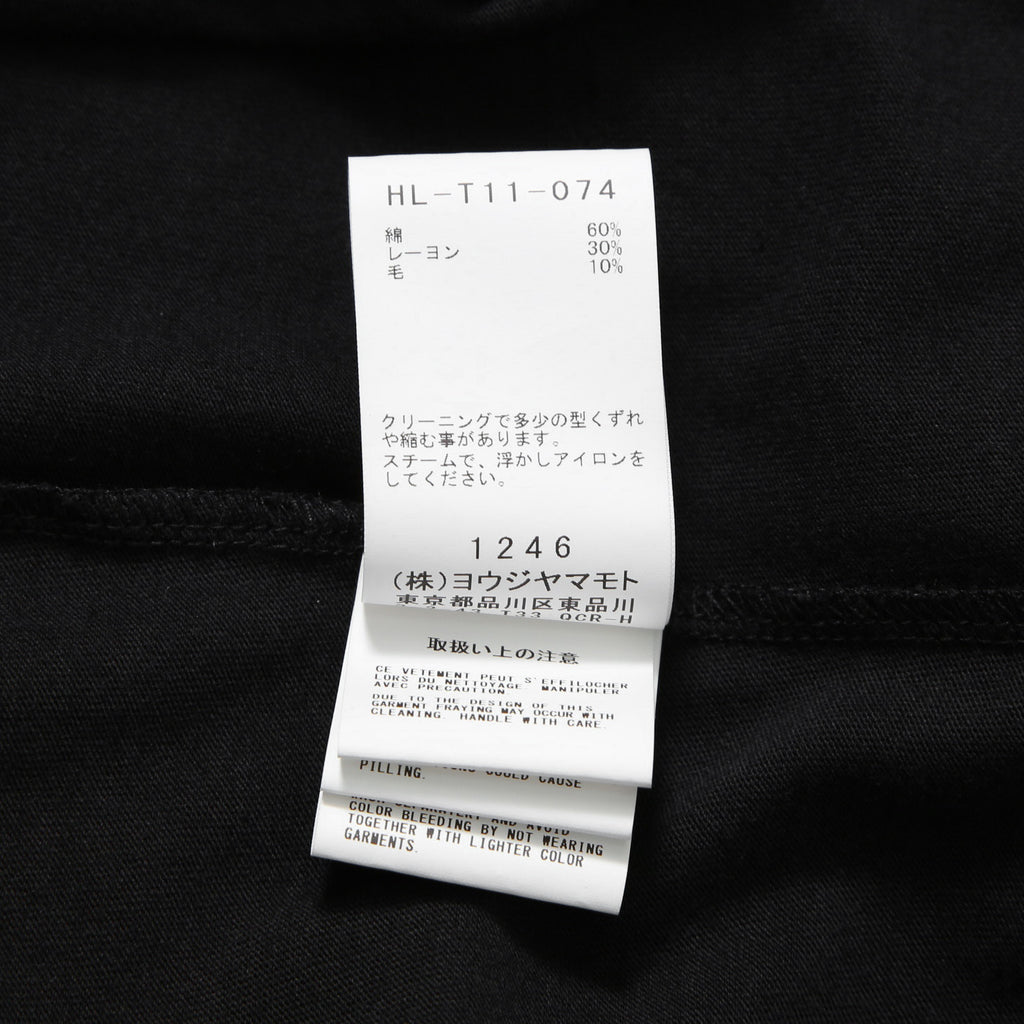 HL-T11-074
綿 60%
レーヨン 30%
毛 10%
クリーニングで多少の型くずれ
や縮む事があります。
スチームで、浮かしアイロンを
してください。
1246
(株)ヨウジヤマモト
東京都品川区東品川
T33 OCR-H
取扱い上の注意
CE VETEMENT PEUT S'EFFILOCHER
LORS DU NETTOYAGE MANIPULER
AVEC PRECAUTION
DUE TO THE DESIGN OF THIS
GARMENT FRAYING MAY OCCUR WITH
CLEANING. HANDLE WITH CARE.
COULD CAUSE
PILLING.
AND AVOID
COLOR BLEEDING BY NOT WEARING
TOGETHER WITH LIGHTER COLOR
GARMENTS.